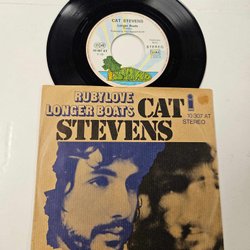 CAT STEVENS
Longer Boats
STEREO
RUBYLOVE
LONGER BOATS
CAT
STEVENS
10 307 AT
STEREO